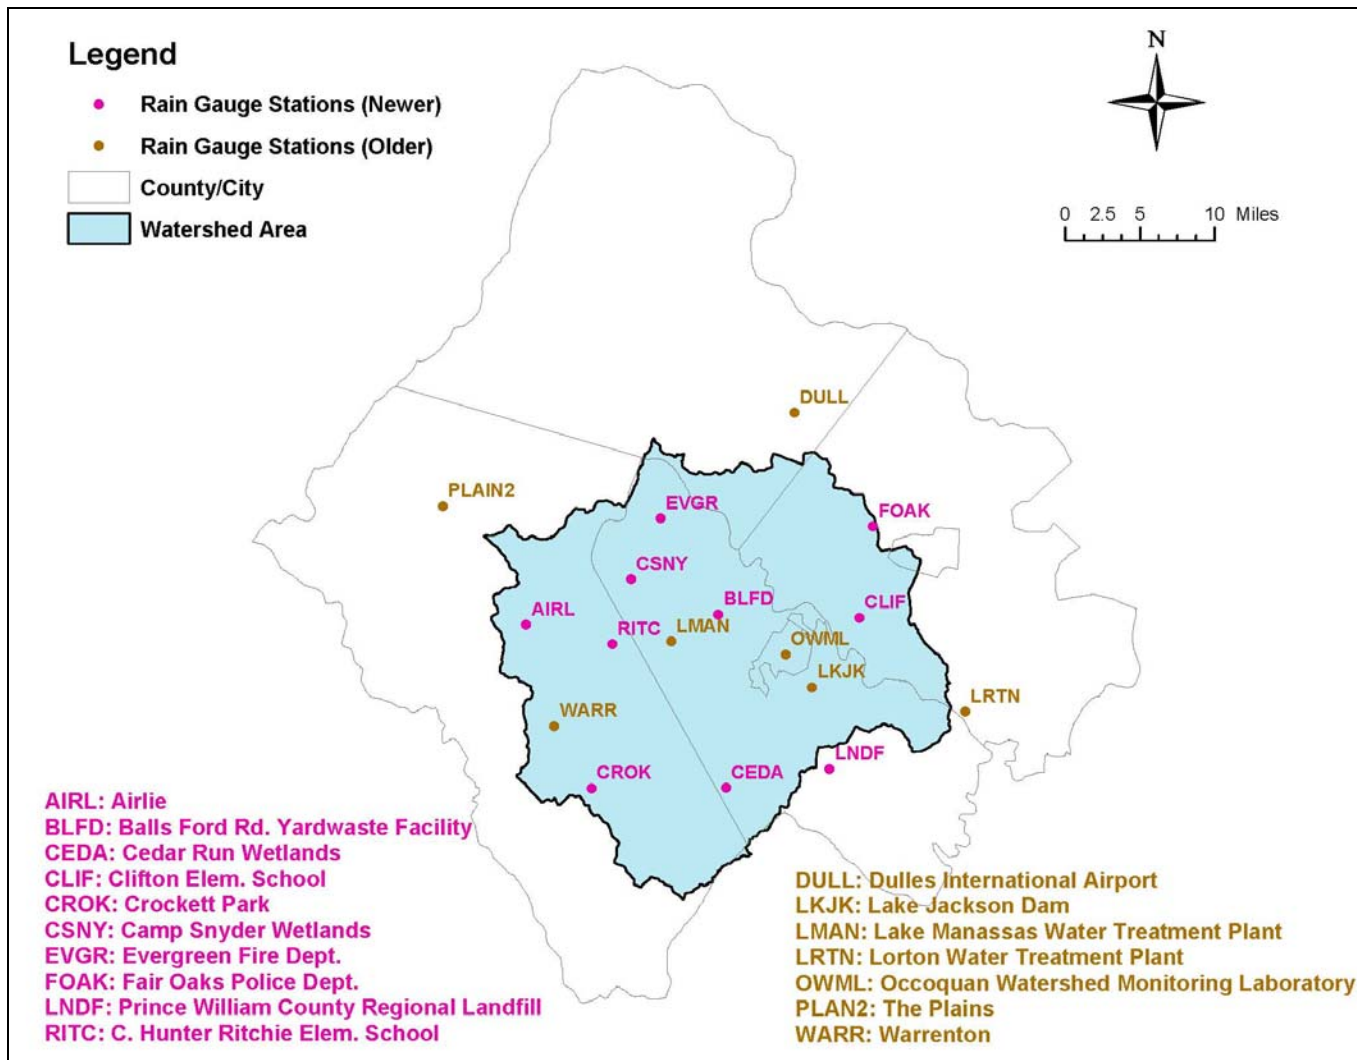 Legend
Rain Gauge Stations (Newer)
Rain Gauge Stations (Older)
County/City
Watershed Area
N
0 2.5 5 10 Miles
DULL
PLAIN2
EVGR
FOAK
CSNY
BLFD
CLIF
AIRL
RITC
LMAN
OWML
LKJK
LRTN
WARR
LNDF
CROK
CEDA
AIRL: Airlie
BLFD: Balls Ford Rd. Yardwaste Facility
CEDA: Cedar Run Wetlands
CLIF: Clifton Elem. School
CROK: Crockett Park
CSNY: Camp Snyder Wetlands
EVGR: Evergreen Fire Dept.
FOAK: Fair Oaks Police Dept.
LNDF: Prince William County Regional Landfill
RITC: C. Hunter Ritchie Elem. School
DULL: Dulles International Airport
LKJK: Lake Jackson Dam
LMAN: Lake Manassas Water Treatment Plant
LRTN: Lorton Water Treatment Plant
OWML: Occoquan Watershed Monitoring Laboratory
PLAN2: The Plains
WARR: Warrenton